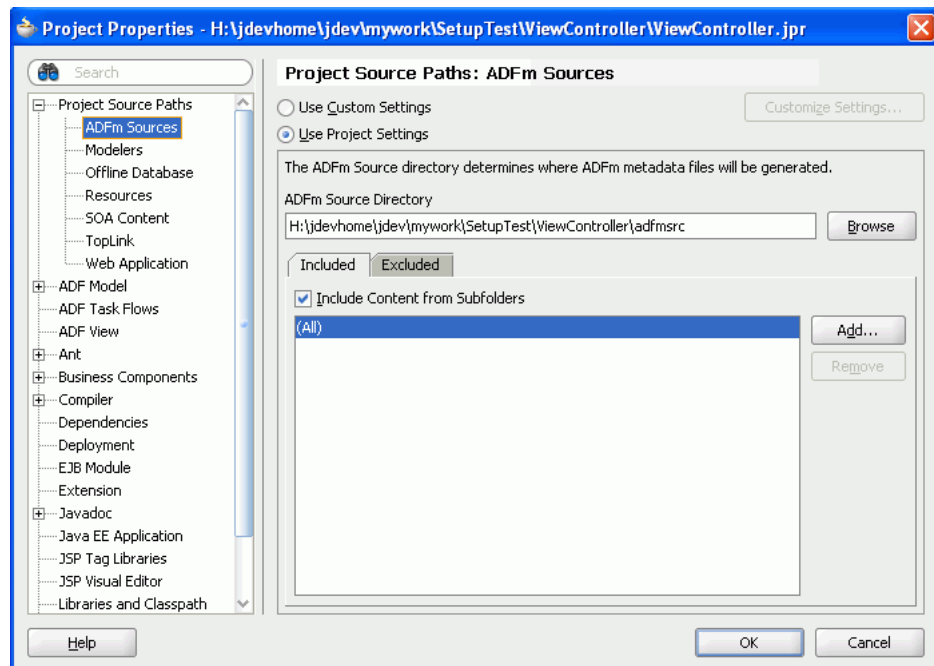 Project Properties - H:\jdevhome\jdev\mywork\SetupTest\ViewController\ViewController.jpr
Search
Project Source Paths
ADFm Sources
Modelers
Offline Database
Resources
SOA Content
TopLink
Web Application
ADF Model
ADF Task Flows
ADF View
Ant
Business Components
Compiler
Dependencies
Deployment
EJB Module
Extension
Javadoc
Java EE Application
JSP Tag Libraries
JSP Visual Editor
Libraries and Classpath
Project Source Paths: ADFm Sources
Use Custom Settings
Customize Settings...
Use Project Settings
The ADFm Source directory determines where ADFm metadata files will be generated.
ADFm Source Directory
H:\jdevhome\jdev\mywork\SetupTest\ViewController\adfmsrc
Browse
Included Excluded
Include Content from Subfolders
(All)
Add...
Remove
Help
OK
Cancel